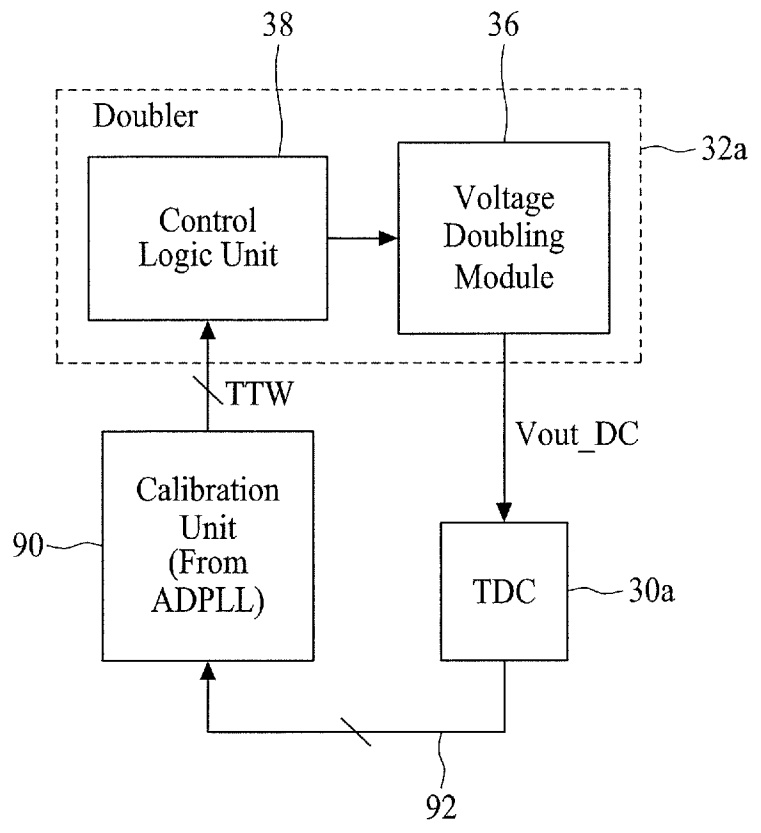 38
36
Doubler
32a
Control
Logic Unit
Voltage
Doubling
Module
TTW
Vout_DC
Calibration
Unit
(From
ADPLL)
90
TDC
30a
92